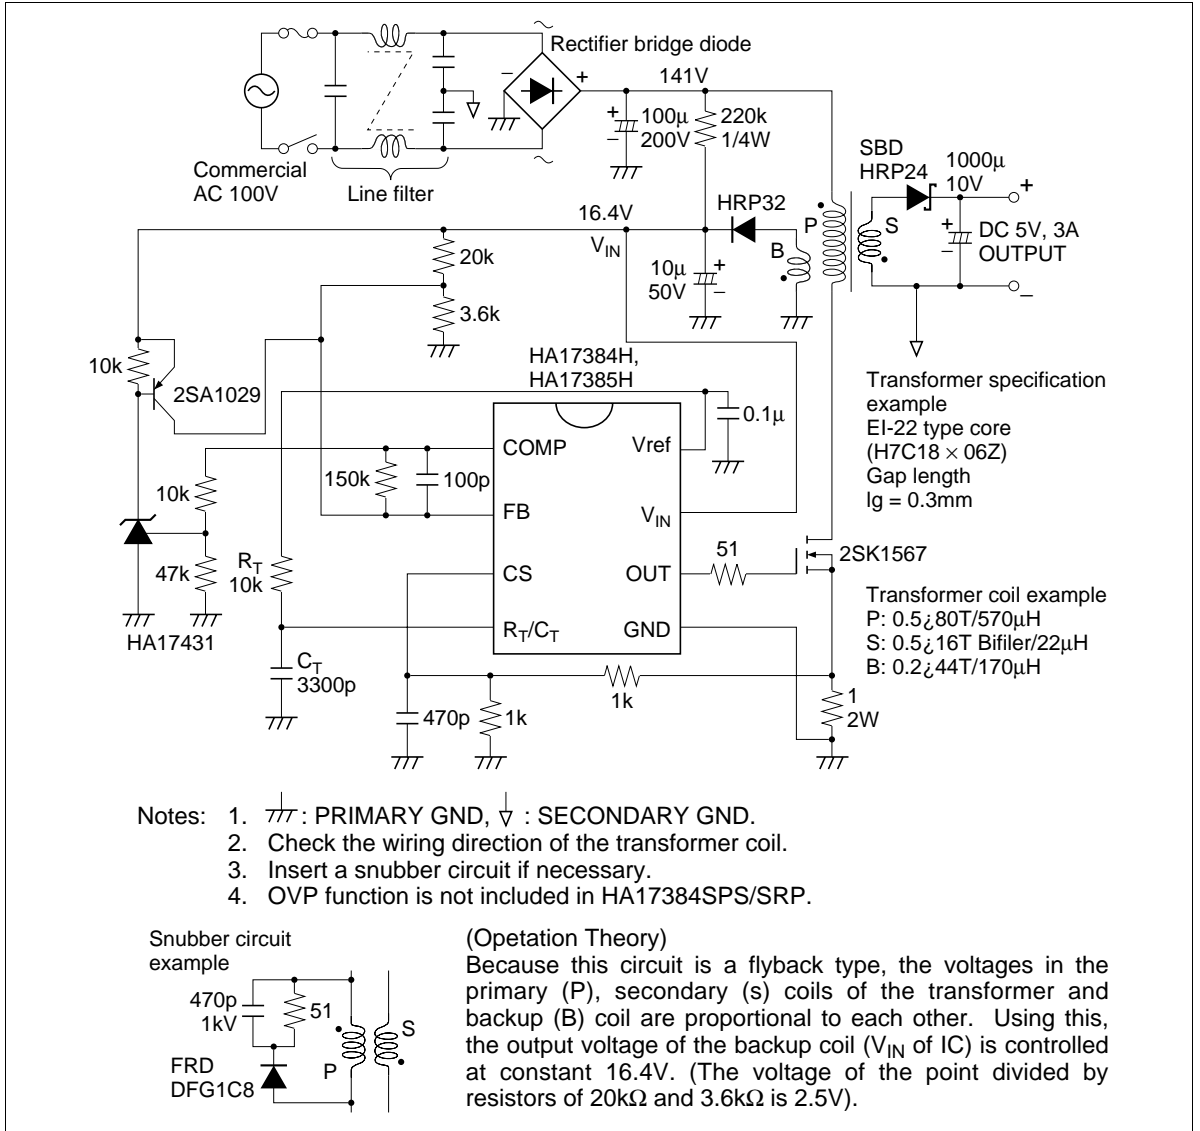 Rectifier bridge diode
~
~
−
+
141V
100µ
200V
+
−
220k
1/4W
Commercial
AC 100V
Line filter
SBD
HRP24
1000µ
10V
+
+
−
DC 5V, 3A
OUTPUT
−
HRP32
P
S
B
16.4V
VIN
10µ
50V
+
−
20k
3.6k
10k
2SA1029
HA17384H,
HA17385H
0.1µ
COMP
Vref
FB
VIN
CS
OUT
RT/CT
GND
150k
100p
10k
47k
RT
10k
HA17431
CT
3300p
51
2SK1567
470p
1k
1k
1
2W
Transformer specification
example
EI-22 type core
(H7C18 × 06Z)
Gap length
lg = 0.3mm
Transformer coil example
P: 0.5¿80T/570µH
S: 0.5¿16T Bifiler/22µH
B: 0.2¿44T/170µH
Notes: 1. : PRIMARY GND, : SECONDARY GND.
2. Check the wiring direction of the transformer coil.
3. Insert a snubber circuit if necessary.
4. OVP function is not included in HA17384SPS/SRP.
Snubber circuit
example
470p
1kV
51
FRD
DFG1C8
P
S
(Opetation Theory)
Because this circuit is a flyback type, the voltages in the
primary (P), secondary (s) coils of the transformer and
backup (B) coil are proportional to each other. Using this,
the output voltage of the backup coil (VIN of IC) is controlled
at constant 16.4V. (The voltage of the point divided by
resistors of 20kΩ and 3.6kΩ is 2.5V).